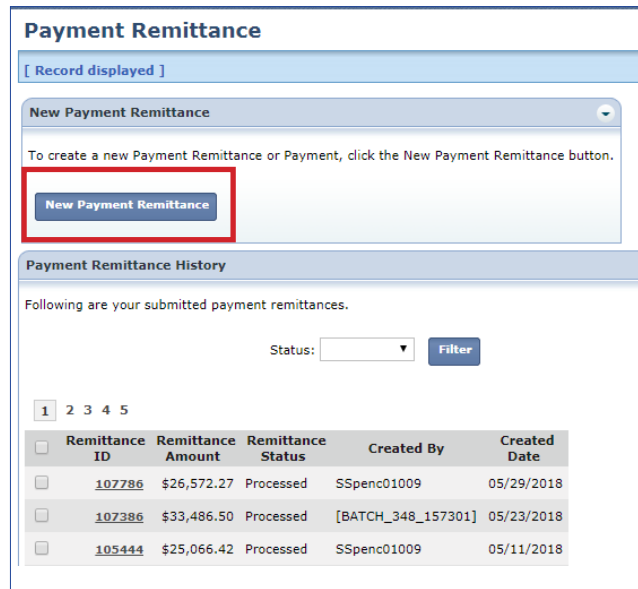 Payment Remittance
[ Record displayed ]
New Payment Remittance
To create a new Payment Remittance or Payment, click the New Payment Remittance button.
New Payment Remittance
Payment Remittance History
Following are your submitted payment remittances.
Status: Filter
1 2 3 4 5
Remittance ID Remittance Amount Remittance Status Created By Created Date
107786 $26,572.27 Processed SSpenc01009 05/29/2018
107386 $33,486.50 Processed [BATCH_348_157301] 05/23/2018
105444 $25,066.42 Processed SSpenc01009 05/11/2018